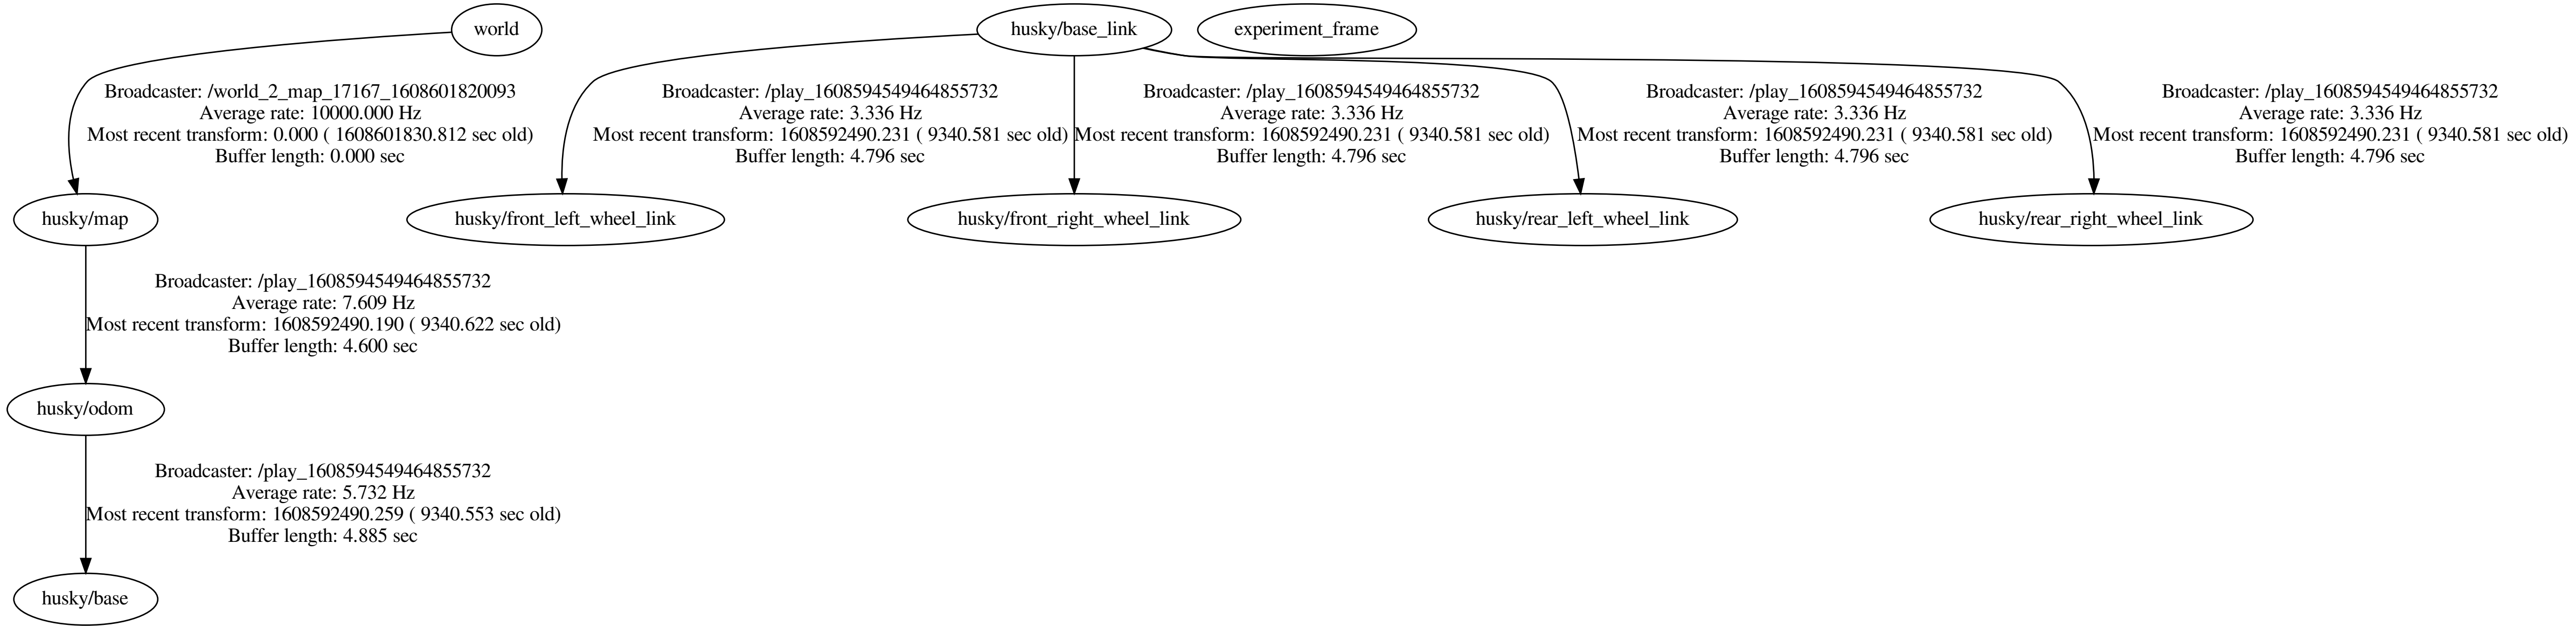 world
husky/base_link
experiment_frame
Broadcaster: /world_2_map_17167_1608601820093
Average rate: 10000.000 Hz
Most recent transform: 0.000 ( 1608601830.812 sec old)
Buffer length: 0.000 sec
Broadcaster: /play_1608594549464855732
Average rate: 3.336 Hz
Most recent transform: 1608592490.231 ( 9340.581 sec old)
Buffer length: 4.796 sec
Broadcaster: /play_1608594549464855732
Average rate: 3.336 Hz
Most recent transform: 1608592490.231 ( 9340.581 sec old)
Buffer length: 4.796 sec
Broadcaster: /play_1608594549464855732
Average rate: 3.336 Hz
Most recent transform: 1608592490.231 ( 9340.581 sec old)
Buffer length: 4.796 sec
Broadcaster: /play_1608594549464855732
Average rate: 3.336 Hz
Most recent transform: 1608592490.231 ( 9340.581 sec old)
Buffer length: 4.796 sec
husky/map
husky/front_left_wheel_link
husky/front_right_wheel_link
husky/rear_left_wheel_link
husky/rear_right_wheel_link
Broadcaster: /play_1608594549464855732
Average rate: 7.609 Hz
Most recent transform: 1608592490.190 ( 9340.622 sec old)
Buffer length: 4.600 sec
husky/odom
Broadcaster: /play_1608594549464855732
Average rate: 5.732 Hz
Most recent transform: 1608592490.259 ( 9340.553 sec old)
Buffer length: 4.885 sec
husky/base